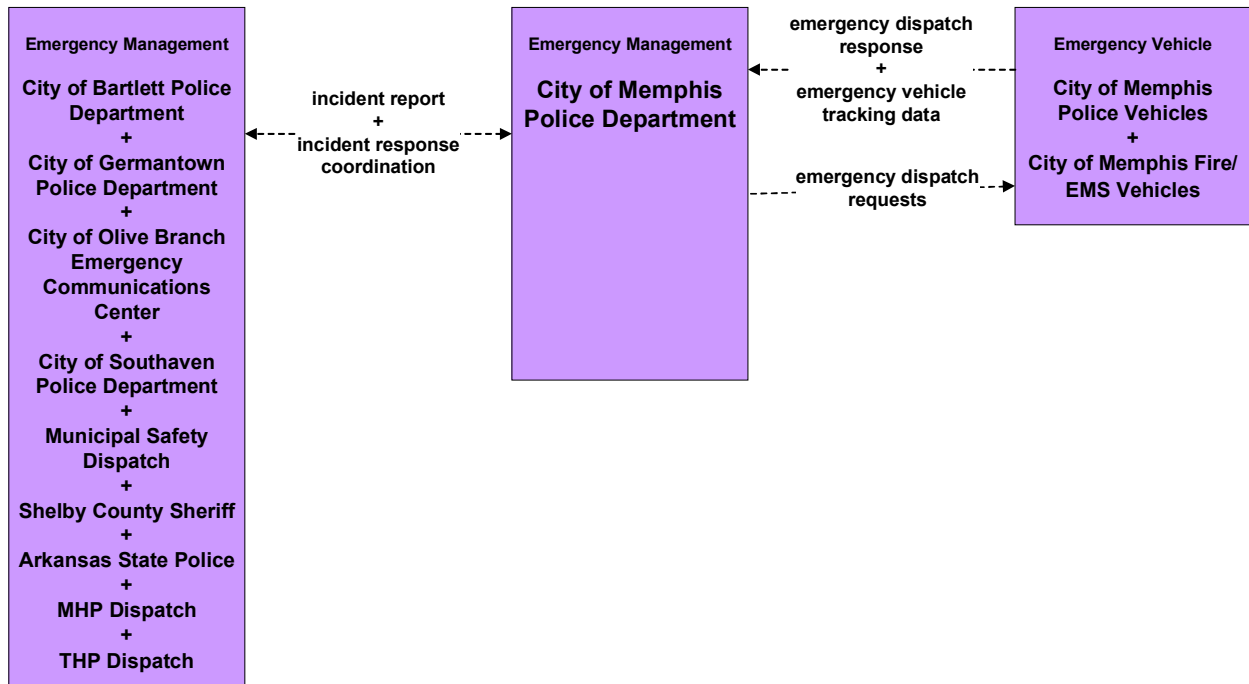 Emergency Management
City of Bartlett Police
Department
+
City of Germantown
Police Department
+
City of Olive Branch
Emergency
Communications
Center
+
City of Southaven
Police Department
+
Municipal Safety
Dispatch
+
Shelby County Sheriff
+
Arkansas State Police
+
MHP Dispatch
+
THP Dispatch
incident report
+
incident response
coordination
Emergency Management
City of Memphis
Police Department
emergency dispatch
response
+
emergency vehicle
tracking data
emergency dispatch
requests
Emergency Vehicle
City of Memphis
Police Vehicles
+
City of Memphis Fire/
EMS Vehicles